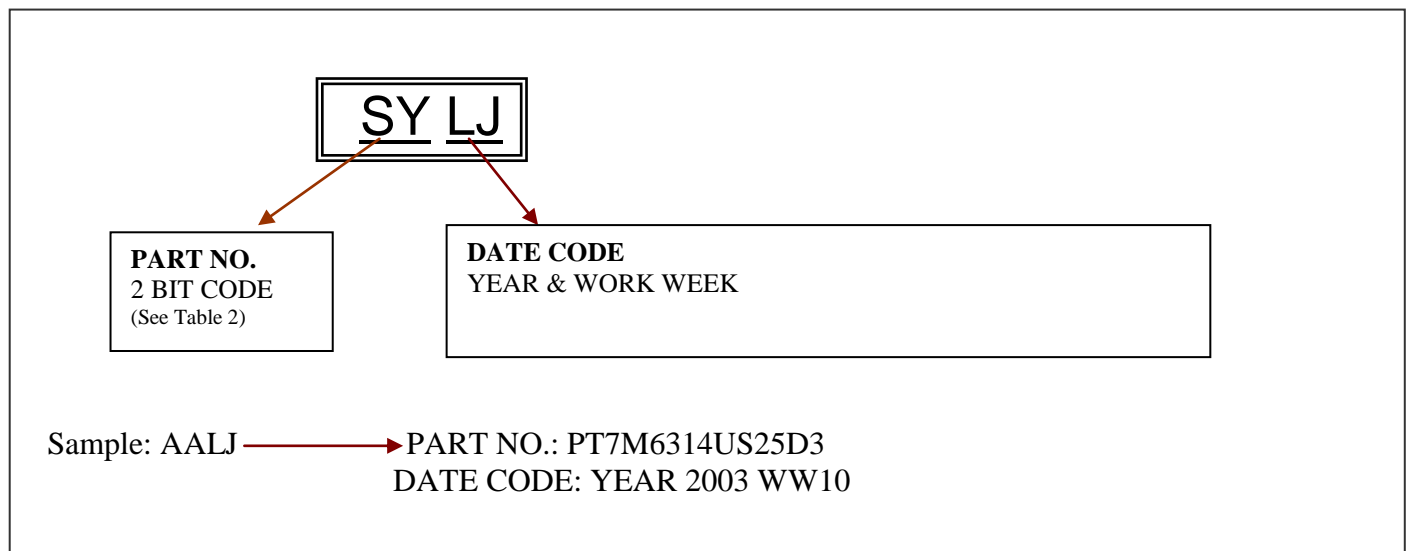 SY LJ
PART NO.
2 BIT CODE
(See Table 2)
DATE CODE
YEAR & WORK WEEK
Sample: AALJ PART NO.: PT7M6314US25D3
DATE CODE: YEAR 2003 WW10